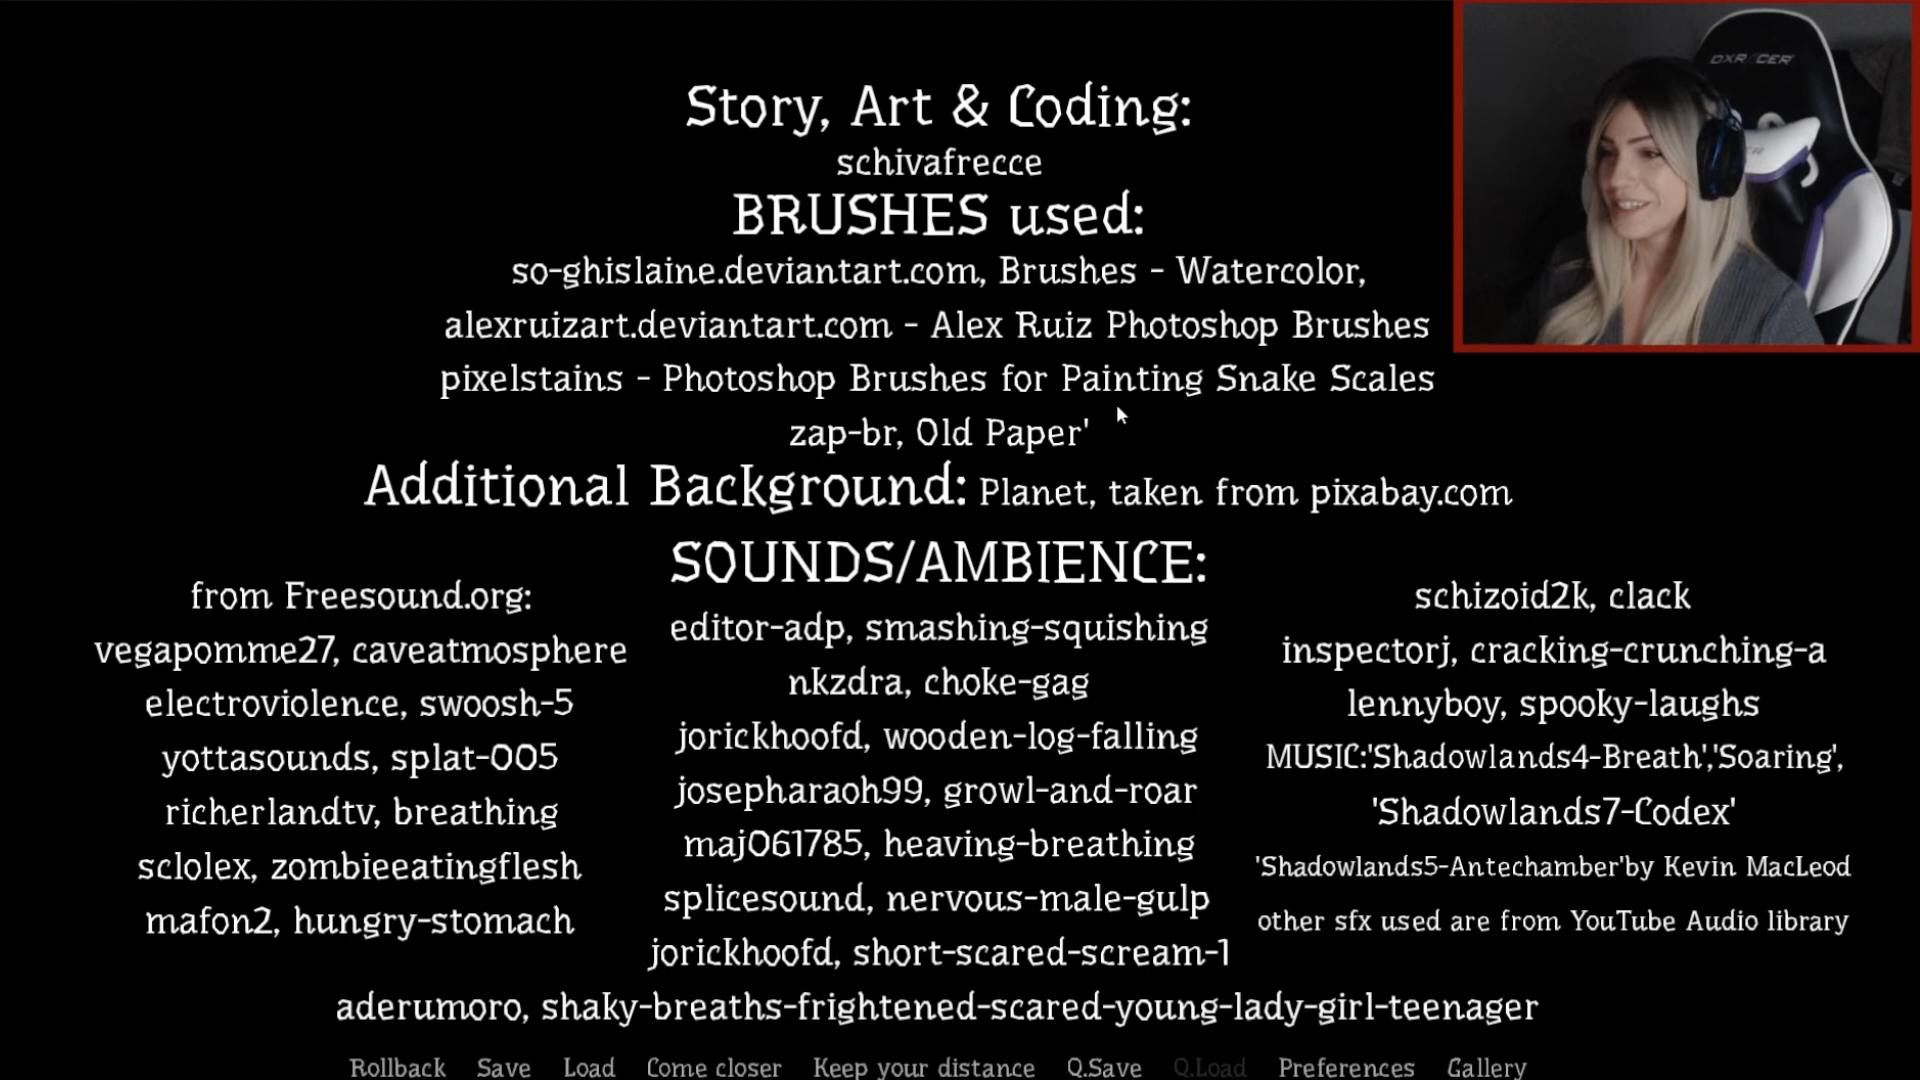 Story, Art & Coding:
schivafrecce
BRUSHES used:
so-ghislaine.deviantart.com, Brushes - Watercolor,
alexruizart.deviantart.com - Alex Ruiz Photoshop Brushes
pixelstains - Photoshop Brushes for Painting Snake Scales
zap-br, Old Paper'
Additional Background: Planet, taken from pixabay.com
SOUNDS/AMBIENCE:
from Freesound.org:
vegapomme27, caveatmosphere
electroviolence, swoosh-5
yottasounds, splat-005
richerlandtv, breathing
sclolex, zombieeatingflesh
mafon2, hungry-stomach
editor-adp, smashing-squishing
nkzdra, choke-gag
jorickhoofd, wooden-log-falling
josepharaoh99, growl-and-roar
maj061785, heaving-breathing
splicesound, nervous-male-gulp
jorickhoofd, short-scared-scream-1
schizoid2k, clack
inspectorj, cracking-crunching-a
lennyboy, spooky-laughs
MUSIC:'Shadowlands4-Breath','Soaring',
'Shadowlands7-Codex'
'Shadowlands5-Antechamber'by Kevin MacLeod
other sfx used are from YouTube Audio library
aderumoro, shaky-breaths-frightened-scared-young-lady-girl-teenager
Rollback Save Load Come closer Keep your distance Q.Save Q.Load Preferences Gallery
DXRACER